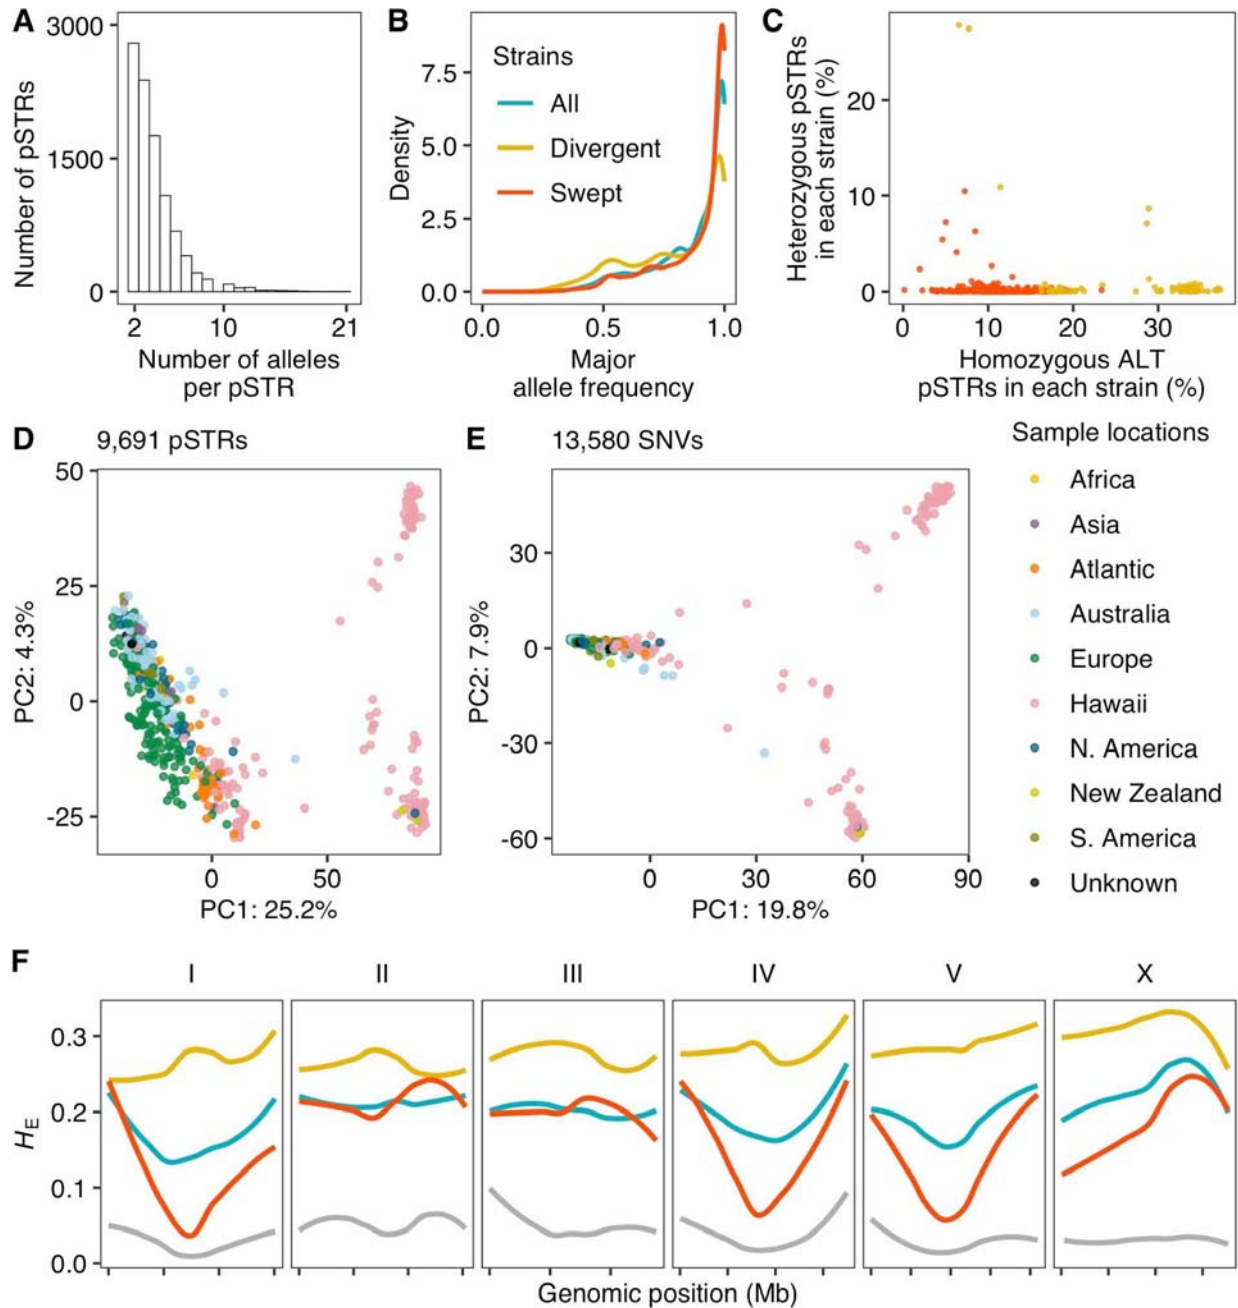 A
Number of pSTRs
3000
1500
0
2
10
21
Number of alleles
per pSTR
B
Density
7.5
5.0
2.5
0.0
Strains
All
Divergent
Swept
0.0
0.5
1.0
Major
allele frequency
C
Heterozygous pSTRs
in each strain (%)
20
10
0
0
10
20
30
Homozygous ALT
pSTRs in each strain (%)
D
9,691 pSTRs
PC2: 4.3%
50
25
0
-25
0
50
PC1: 25.2%
E
13,580 SNVs
PC2: 7.9%
30
0
-30
-60
0
30
60
90
PC1: 19.8%
Sample locations
Africa
Asia
Atlantic
Australia
Europe
Hawaii
N. America
New Zealand
S. America
Unknown
F
I
II
III
IV
V
X
HE
0.3
0.2
0.1
0.0
Genomic position (Mb)